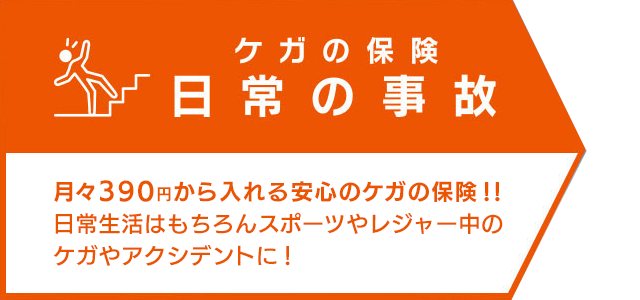 ケガの保険
日常の事故
月々390円から入れる安心のケガの保険!!
日常生活はもちろんスポーツやレジャー中の
ケガやアクシデントに!